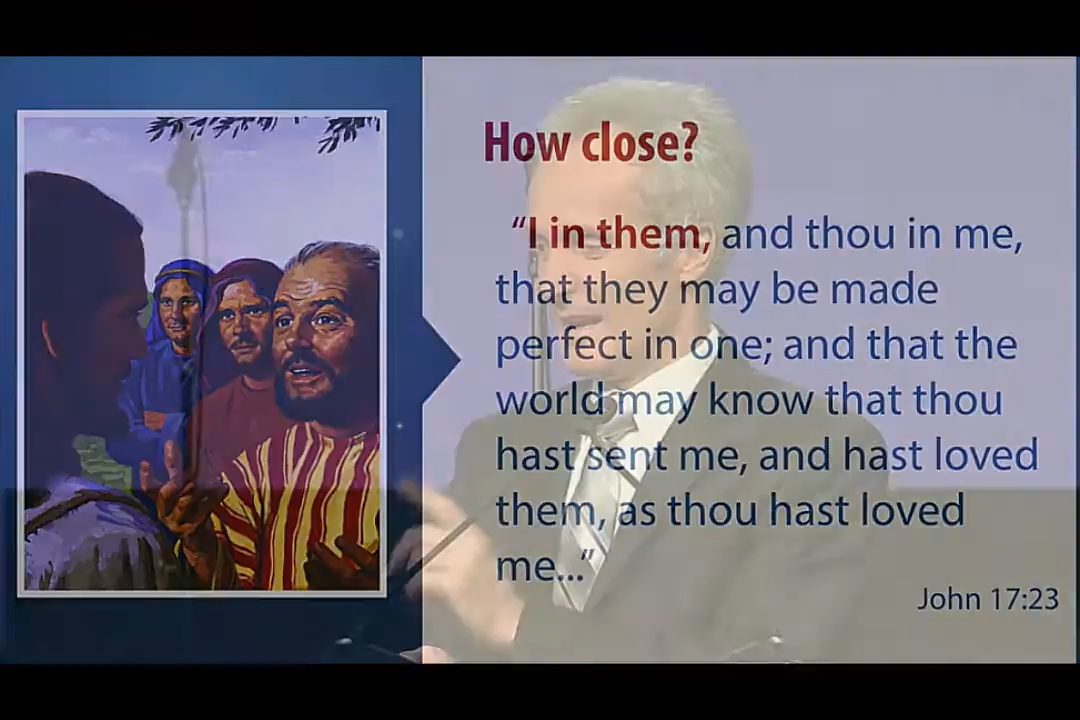 How close?
“I in them, and thou in me,
that they may be made
perfect in one; and that the
world may know that thou
hast sent me, and hast loved
them, as thou hast loved
me...”
John 17:23